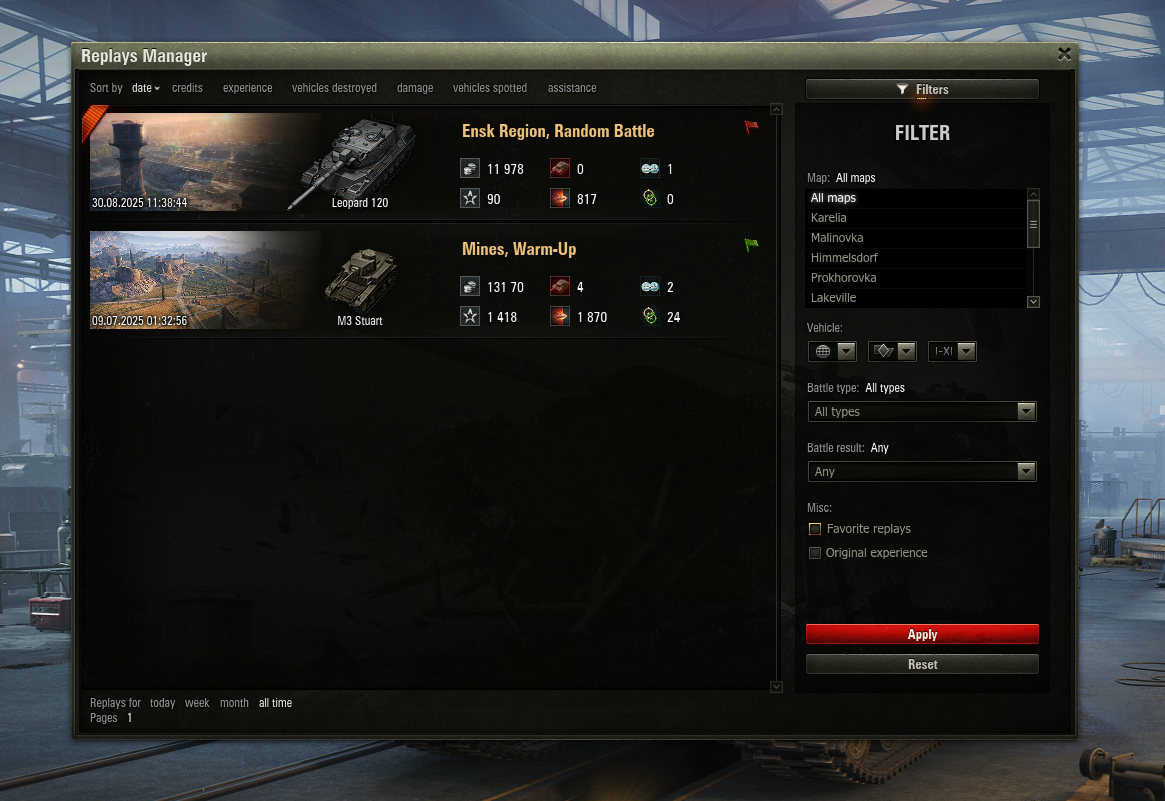 Replays Manager
Sort by date credits experience vehicles destroyed damage vehicles spotted assistance
Ensk Region, Random Battle
11 978 0 1
90 817 0
30.08.2025 11:38:44 Leopard 120
Mines, Warm-Up
131 70 4 2
1 418 1 870 24
09.07.2025 01:32:56 M3 Stuart
Replays for today week month all time
Pages 1
Filters
FILTER
Map: All maps
All maps
Karelia
Malinovka
Himmelsdorf
Prokhorovka
Lakeville
Vehicle:
!-X!
Battle type: All types
All types
Battle result: Any
Any
Misc:
Favorite replays
Original experience
Apply
Reset